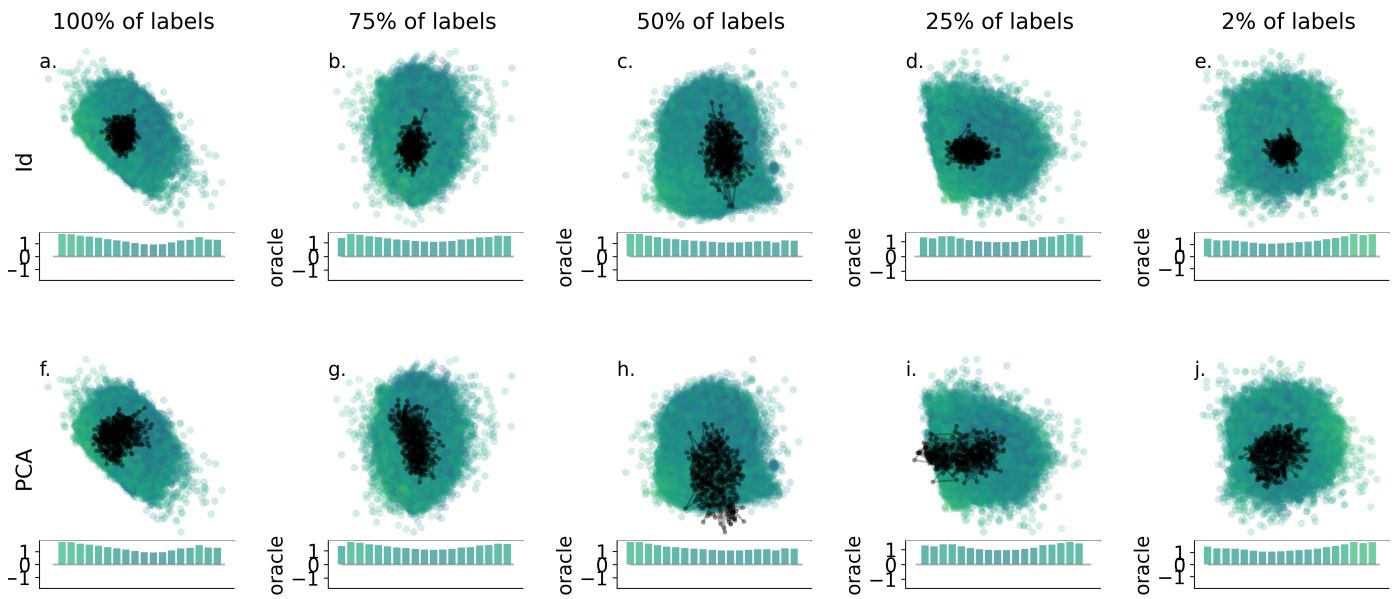 100% of labels 75% of labels 50% of labels 25% of labels 2% of labels
a. b. c. d. e.
Id
1 oracle 1 oracle 1 oracle 1 oracle 1
0 0 0 0 0
−1 −1 −1 −1 −1
f. g. h. i. j.
PCA
1 oracle 1 oracle 1 oracle 1 oracle 1
0 0 0 0 0
−1 −1 −1 −1 −1